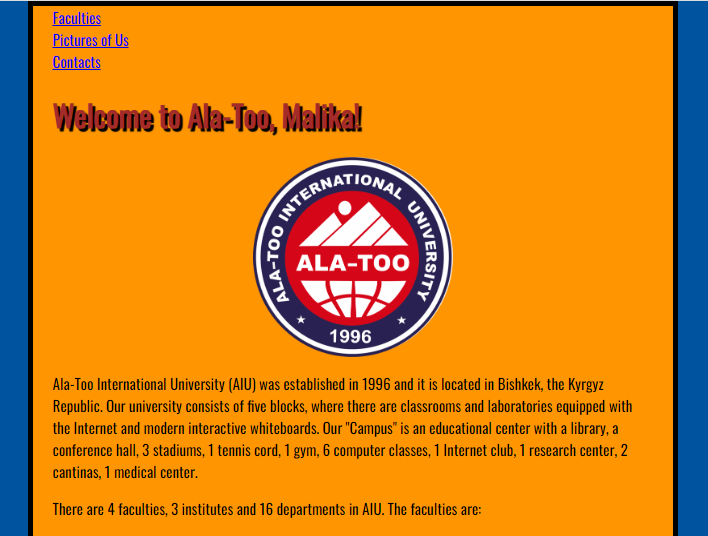 Faculties
Pictures of Us
Contacts
Welcome to Ala-Too, Malika!
ALA-TOO INTERNATIONAL UNIVERSITY
ALA-TOO
1996
Ala-Too International University (AIU) was established in 1996 and it is located in Bishkek, the Kyrgyz
Republic. Our university consists of five blocks, where there are classrooms and laboratories equipped with
the Internet and modern interactive whiteboards. Our "Campus" is an educational center with a library, a
conference hall, 3 stadiums, 1 tennis cord, 1 gym, 6 computer classes, 1 Internet club, 1 research center, 2
cantinas, 1 medical center.
There are 4 faculties, 3 institutes and 16 departments in AIU. The faculties are: